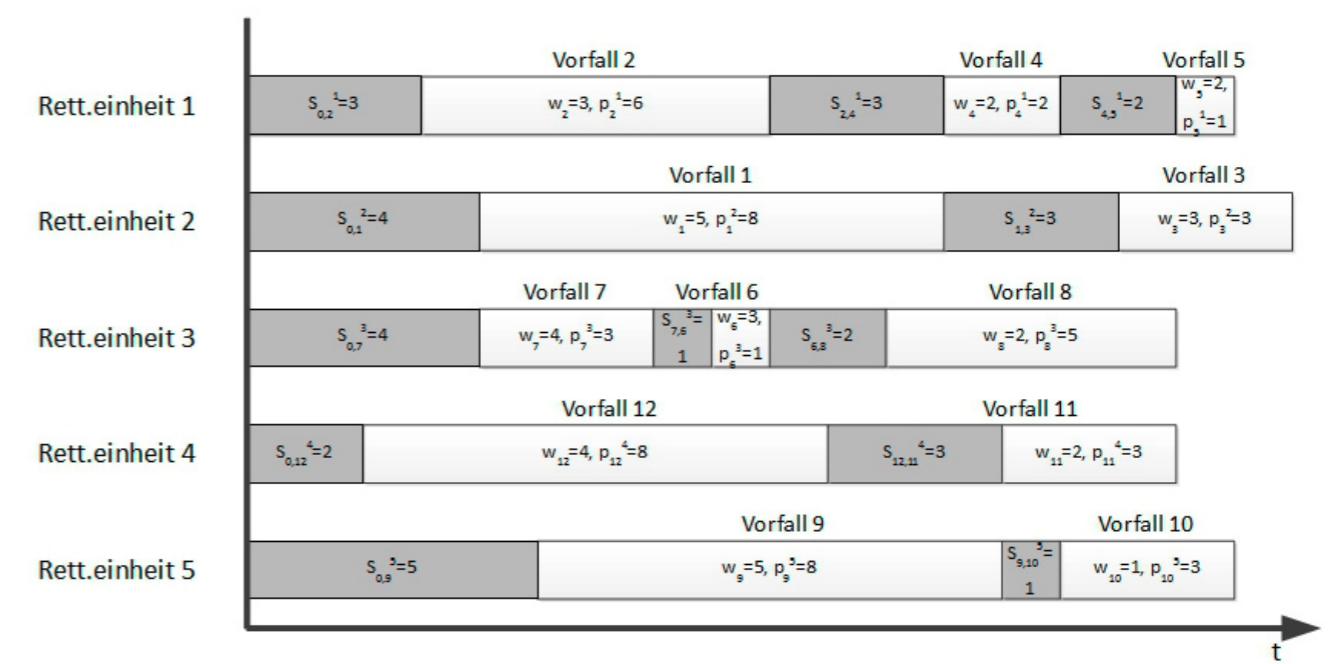 Vorfall 2 Vorfall 4 Vorfall 5
Rett.einheit 1 S₀,₂¹=3 w₂=3, p₂¹=6 S₂,₄¹=3 w₄=2, p₄¹=2 S₄,₅¹=2 w₅=2,
p₅¹=1
Vorfall 1 Vorfall 3
Rett.einheit 2 S₀,₁²=4 w₁=5, p₁²=8 S₁,₃²=3 w₃=3, p₃²=3
Vorfall 7 Vorfall 6 Vorfall 8
Rett.einheit 3 S₀,₇³=4 w₇=4, p₇³=3 S₇,₆³= w₆=3, S₆,₈³=2 w₈=2, p₈³=5
1 p₆³=1
Vorfall 12 Vorfall 11
Rett.einheit 4 S₀,₁₂⁴=2 w₁₂=4, p₁₂⁴=8 S₁₂,₁₁⁴=3 w₁₁=2, p₁₁⁴=3
Vorfall 9 Vorfall 10
Rett.einheit 5 S₀,₉⁵=5 w₉=5, p₉⁵=8 S₉,₁₀⁵= w₁₀=1, p₁₀⁵=3
1
t